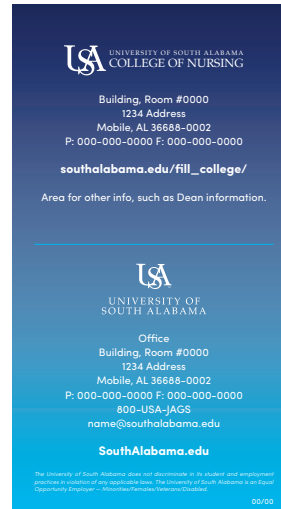 USA UNIVERSITY OF SOUTH ALABAMA
COLLEGE OF NURSING
Building, Room #0000
1234 Address
Mobile, AL 36688-0002
P: 000-000-0000 F: 000-000-0000
southalabama.edu/fill_college/
Area for other info, such as Dean information.
USA
UNIVERSITY OF
SOUTH ALABAMA
Office
Building, Room #0000
1234 Address
Mobile, AL 36688-0002
P: 000-000-0000 F: 000-000-0000
800-USA-JAGS
name@southalabama.edu
SouthAlabama.edu
The University of South Alabama does not discriminate in its student and employment
practices in violation of any applicable laws. The University of South Alabama is an Equal
Opportunity Employer — Minorities/Females/Veterans/Disabled.
00/00